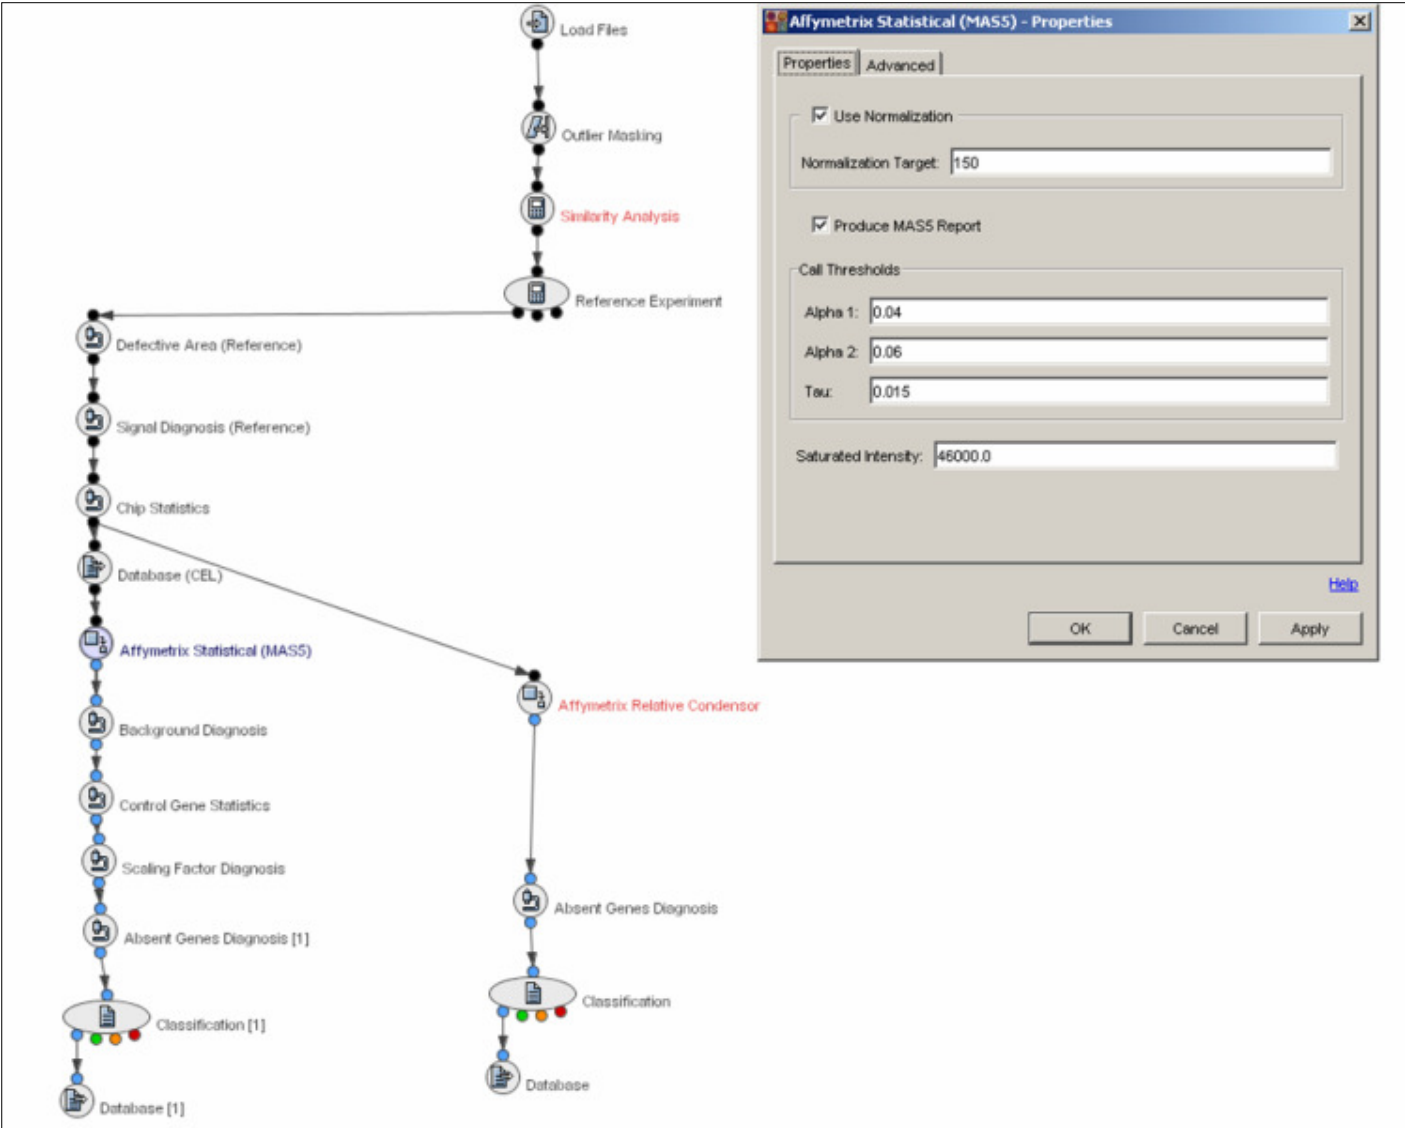 Load Files
Outlier Masking
Similarity Analysis
Reference Experiment
Defective Area (Reference)
Signal Diagnosis (Reference)
Chip Statistics
Database (CEL)
Affymetrix Statistical (MAS5)
Background Diagnosis
Control Gene Statistics
Scaling Factor Diagnosis
Absent Genes Diagnosis [1]
Classification [1]
Database [1]
Affymetrix Relative Condensor
Absent Genes Diagnosis
Classification
Database
Affymetrix Statistical (MAS5) - Properties
Properties Advanced
Use Normalization
Normalization Target: 150
Produce MAS5 Report
Call Thresholds
Alpha 1: 0.04
Alpha 2: 0.06
Tau: 0.015
Saturated Intensity: 46000.0
Help
OK Cancel Apply